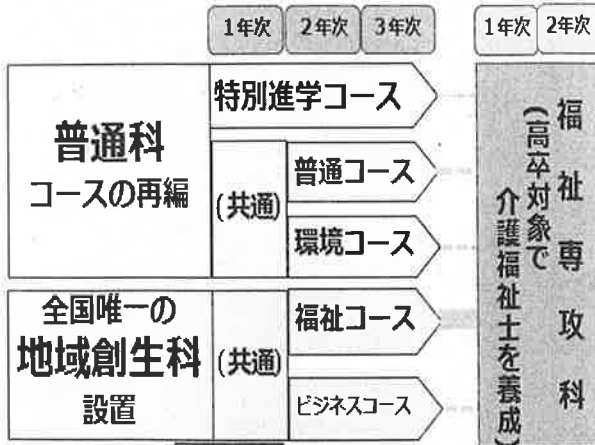 1年次 2年次 3年次 1年次 2年次
普通科
コースの再編
特別進学コース
(共通)
普通コース
環境コース
全国唯一の
地域創生科
設置
(共通)
福祉コース
ビジネスコース
福祉専攻科
(高卒対象で
介護福祉士を養成)